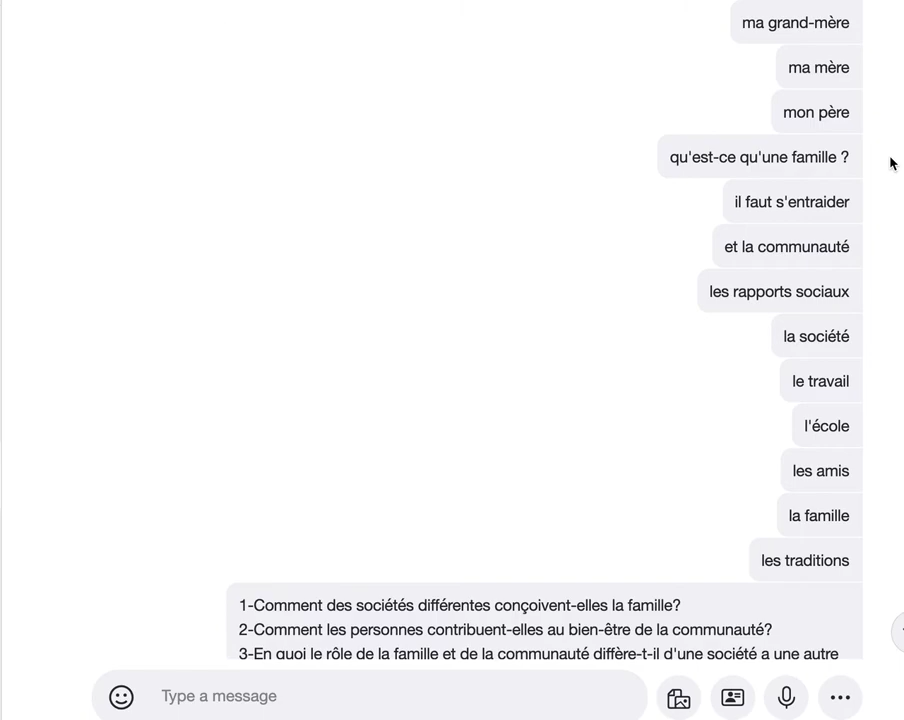 ma grand-mère
ma mère
mon père
qu'est-ce qu'une famille ?
il faut s'entraider
et la communauté
les rapports sociaux
la société
le travail
l'école
les amis
la famille
les traditions
1-Comment des sociétés différentes conçoivent-elles la famille?
2-Comment les personnes contribuent-elles au bien-être de la communauté?
3-En quoi le rôle de la famille et de la communauté diffère-t-il d'une société a une autre
Type a message